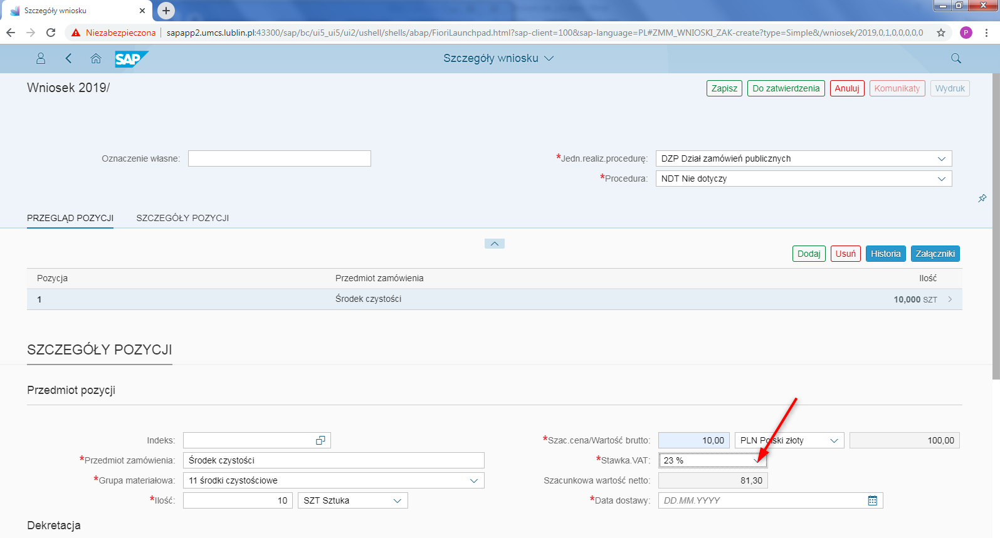 Szczegóły wniosku
Niezabezpieczona | sapapp2.umcs.lublin.pl:43300/sap/bc/ui5_ui5/ui2/ushell/shells/abap/FioriLaunchpad.html?sap-client=100&sap-language=PL#ZMM_WNIOSKI_ZAK-create?type=Simple&/wniosek/2019,0,1,0,0,0,0,0 P
SAP Szczegóły wniosku
Wniosek 2019/ Zapisz Do zatwierdzenia Anuluj Komunikaty Wydruk
Oznaczenie własne: *Jedn.realiz.procedurę: DZP Dział zamówień publicznych
*Procedura: NDT Nie dotyczy
PRZEGLĄD POZYCJI SZCZEGÓŁY POZYCJI
Dodaj Usuń Historia Załączniki
Pozycja Przedmiot zamówienia Ilość
1 Środek czystości 10,000 SZT
SZCZEGÓŁY POZYCJI
Przedmiot pozycji
Indeks: *Szac.cena/Wartość brutto: 10,00 PLN Polski złoty 100,00
*Przedmiot zamówienia: Środek czystości *Stawka.VAT: 23 %
*Grupa materiałowa: 11 środki czystościowe Szacunkowa wartość netto: 81,30
*Ilość: 10 SZT Sztuka *Data dostawy: DD.MM.YYYY
Dekretacja